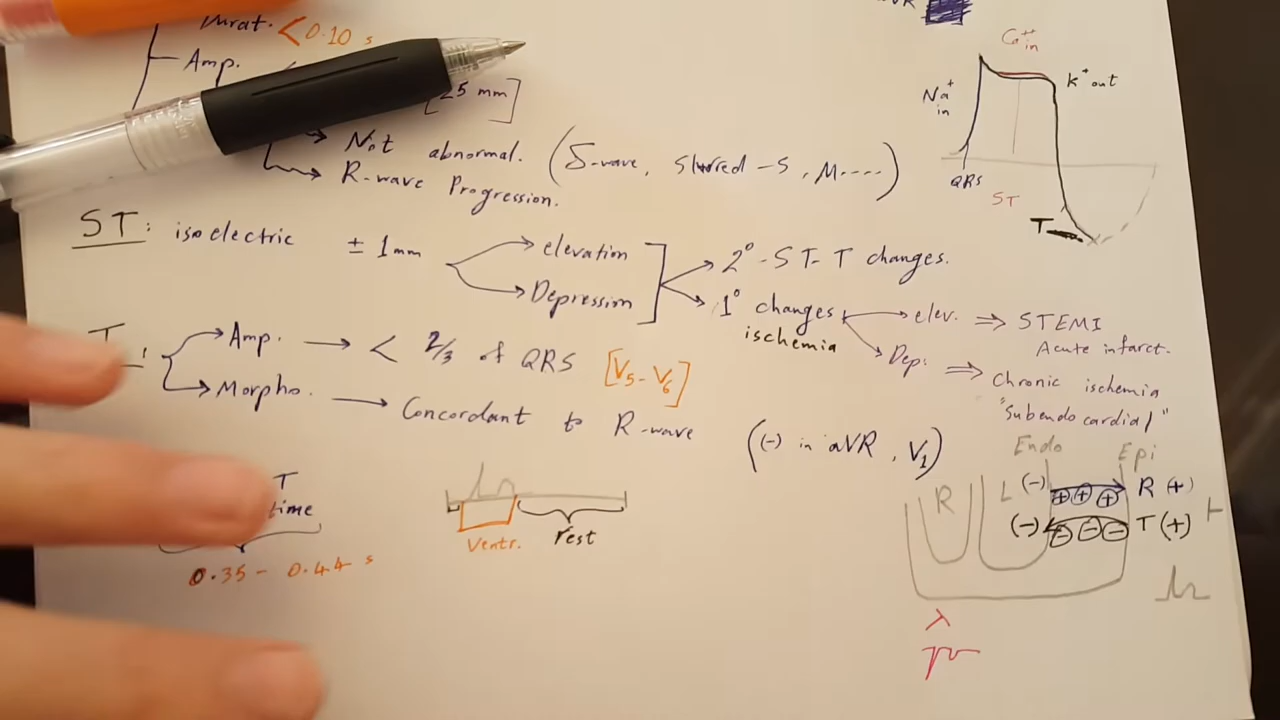 Durat. < 0.10 s
Amp. <
[25 mm]
Not abnormal. (δ-wave, Slurred-S, M....)
R-wave Progression.
Ca++ in
Na+ in
K+ out
QRS
ST
T
ST: isoelectric ± 1mm
elevation
Depression
2° - ST-T changes.
1° changes
ischemia
elev. ⇒ STEMI
Acute infarct.
Dep. ⇒ Chronic ischemia
"Subendocardial"
T
Amp. → < 2/3 of QRS [V5 - V6]
Morpho. → Concordant to R-wave
((-) in aVR, V1)
T
time
0.35 - 0.44 s
Ventr.
rest
Endo
Epi
R
L
(-) + + + R (+)
(-) - - - T (+)